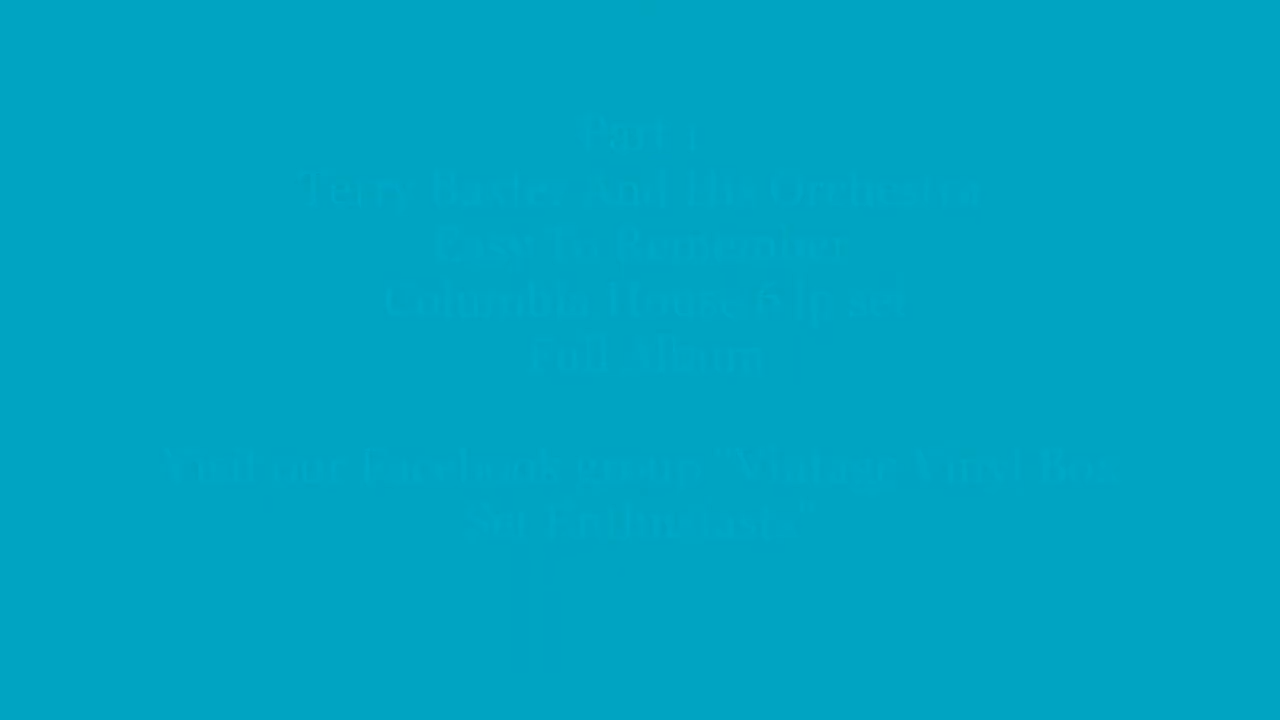 Part 1
Terry Baxter And His Orchestra
Easy To Remember
Columbia House 6 lp set
Full Album
Visit our Facebook group "Vintage Vinyl Box
Set Enthusiasts"